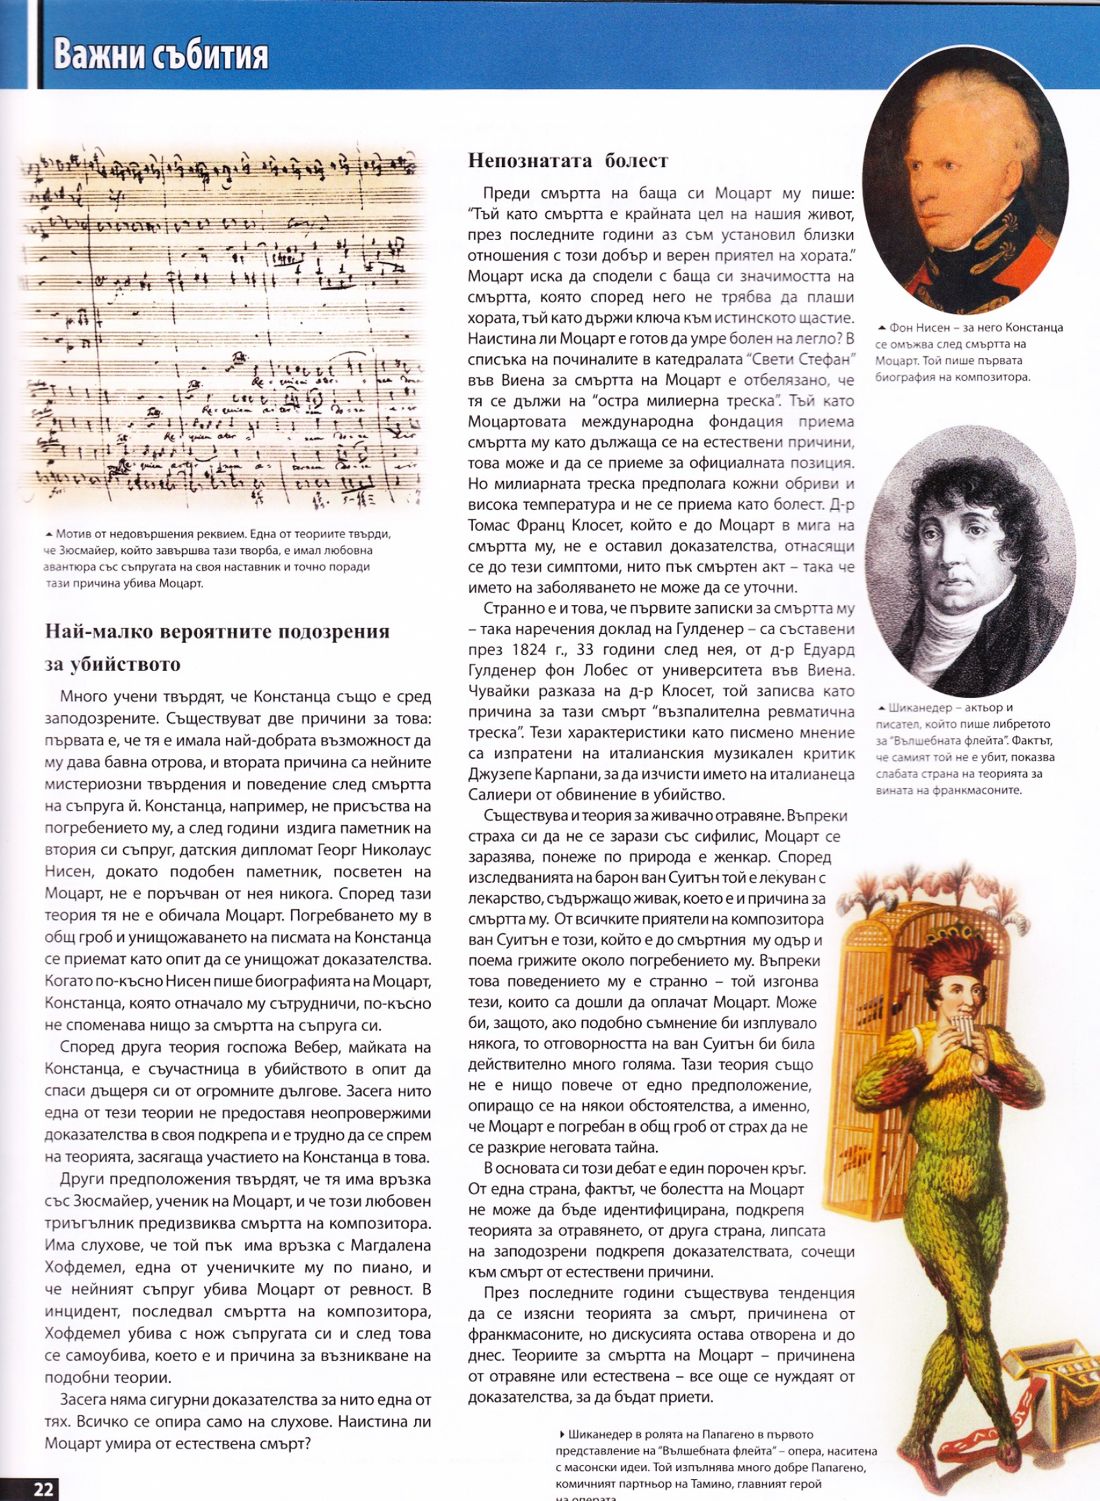 Важни събития
Мотив от недовършения реквием. Една от теориите твърди,
че Зюсмайер, който завършва тази творба, е имал любовна
авантюра със съпругата на своя наставник и точно поради
тази причина убива Моцарт.
Най-малко вероятните подозрения
за убийството
Много учени твърдят, че Констанца също е сред
заподозрените. Съществуват две причини за това:
първата е, че тя е имала най-добрата възможност да
му дава бавна отрова, и втората причина са нейните
мистериозни твърдения и поведение след смъртта
на съпруга й. Констанца, например, не присъства на
погребението му, а след години издига паметник на
втория си съпруг, датския дипломат Георг Николаус
Нисен, докато подобен паметник, посветен на
Моцарт, не е поръчван от нея никога. Според тази
теория тя не е обичала Моцарт. Погребването му в
общ гроб и унищожаването на писмата на Констанца
се приемат като опит да се унищожат доказателства.
Когато по-късно Нисен пише биографията на Моцарт,
Констанца, която отначало му сътрудничи, по-късно
не споменава нищо за смъртта на съпруга си.
Според друга теория госпожа Вебер, майката на
Констанца, е съучастница в убийството в опит да
спаси дъщеря си от огромните дългове. Засега нито
една от тези теории не предоставя неопровержими
доказателства в своя подкрепа и е трудно да се спрем
на теорията, засягаща участието на Констанца в това.
Други предположения твърдят, че тя има връзка
със Зюсмайер, ученик на Моцарт, и че този любовен
триъгълник предизвиква смъртта на композитора.
Има слухове, че той пък има връзка с Магдалена
Хофдемел, една от ученичките му по пиано, и
че нейният съпруг убива Моцарт от ревност. В
инцидент, последвал смъртта на композитора,
Хофдемел убива с нож съпругата си и след това
се самоубива, което е и причина за възникване на
подобни теории.
Засега няма сигурни доказателства за нито една от
тях. Всичко се опира само на слухове. Наистина ли
Моцарт умира от естествена смърт?
22
Непознатата болест
Преди смъртта на баща си Моцарт му пише:
"Тъй като смъртта е крайната цел на нашия живот,
през последните години аз съм установил близки
отношения с този добър и верен приятел на хората."
Моцарт иска да сподели с баща си значимостта на
смъртта, която според него не трябва да плаши
хората, тъй като държи ключа към истинското щастие.
Наистина ли Моцарт е готов да умре болен на легло? В
списъка на починалите в катедралата "Свети Стефан"
във Виена за смъртта на Моцарт е отбелязано, че
тя се дължи на "остра милиерна треска". Тъй като
Моцартовата международна фондация приема
смъртта му като дължаща се на естествени причини,
това може и да се приеме за официалната позиция.
Но милиарната треска предполага кожни обриви и
висока температура и не се приема като болест. Д-р
Томас Франц Клосет, който е до Моцарт в мига на
смъртта му, не е оставил доказателства, отнасящи
се до тези симптоми, нито пък смъртен акт – така че
името на заболяването не може да се уточни.
Странно е и това, че първите записки за смъртта му
– така наречения доклад на Гулденер – са съставени
през 1824 г., 33 години след нея, от д-р Едуард
Гулденер фон Лобес от университета във Виена.
Чувайки разказа на д-р Клосет, той записва като
причина за тази смърт "възпалителна ревматична
треска". Тези характеристики като писмено мнение
са изпратени на италианския музикален критик
Джузепе Карпани, за да изчисти името на италианеца
Салиери от обвинение в убийство.
Съществува и теория за живачно отравяне. Въпреки
страха си да не се зарази със сифилис, Моцарт се
заразява, понеже по природа е женкар. Според
изследванията на барон ван Суитън той е лекуван с
лекарство, съдържащо живак, което е и причина за
смъртта му. От всичките приятели на композитора
ван Суитън е този, който е до смъртния му одър и
поема грижите около погребението му. Въпреки
това поведението му е странно – той изгонва
тези, които са дошли да оплачат Моцарт. Може
би, защото, ако подобно съмнение би изплувало
някога, то отговорността на ван Суитън би била
действително много голяма. Тази теория също
не е нищо повече от едно предположение,
опиращо се на някои обстоятелства, а именно,
че Моцарт е погребан в общ гроб от страх да не
се разкрие неговата тайна.
В основата си този дебат е един порочен кръг.
От една страна, фактът, че болестта на Моцарт
не може да бъде идентифицирана, подкрепя
теорията за отравянето, от друга страна, липсата
на заподозрени подкрепя доказателствата, сочещи
към смърт от естествени причини.
През последните години съществува тенденция
да се изясни теорията за смърт, причинена от
франкмасоните, но дискусията остава отворена и до
днес. Теориите за смъртта на Моцарт – причинена
от отравяне или естествена – все още се нуждаят от
доказателства, за да бъдат приети.
Фон Нисен – за него Констанца
се омъжва след смъртта на
Моцарт. Той пише първата
биография на композитора.
Шиканедер – актьор и
писател, който пише либретото
за "Вълшебната флейта". Фактът,
че самият той не е убит, показва
слабата страна на теорията за
вината на франкмасоните.
Шиканедер в ролята на Папагено в първото
представление на "Вълшебната флейта" – опера, наситена
с масонски идеи. Той изпълнява много добре Папагено,
комичният партньор на Тамино, главният герой
на операта.